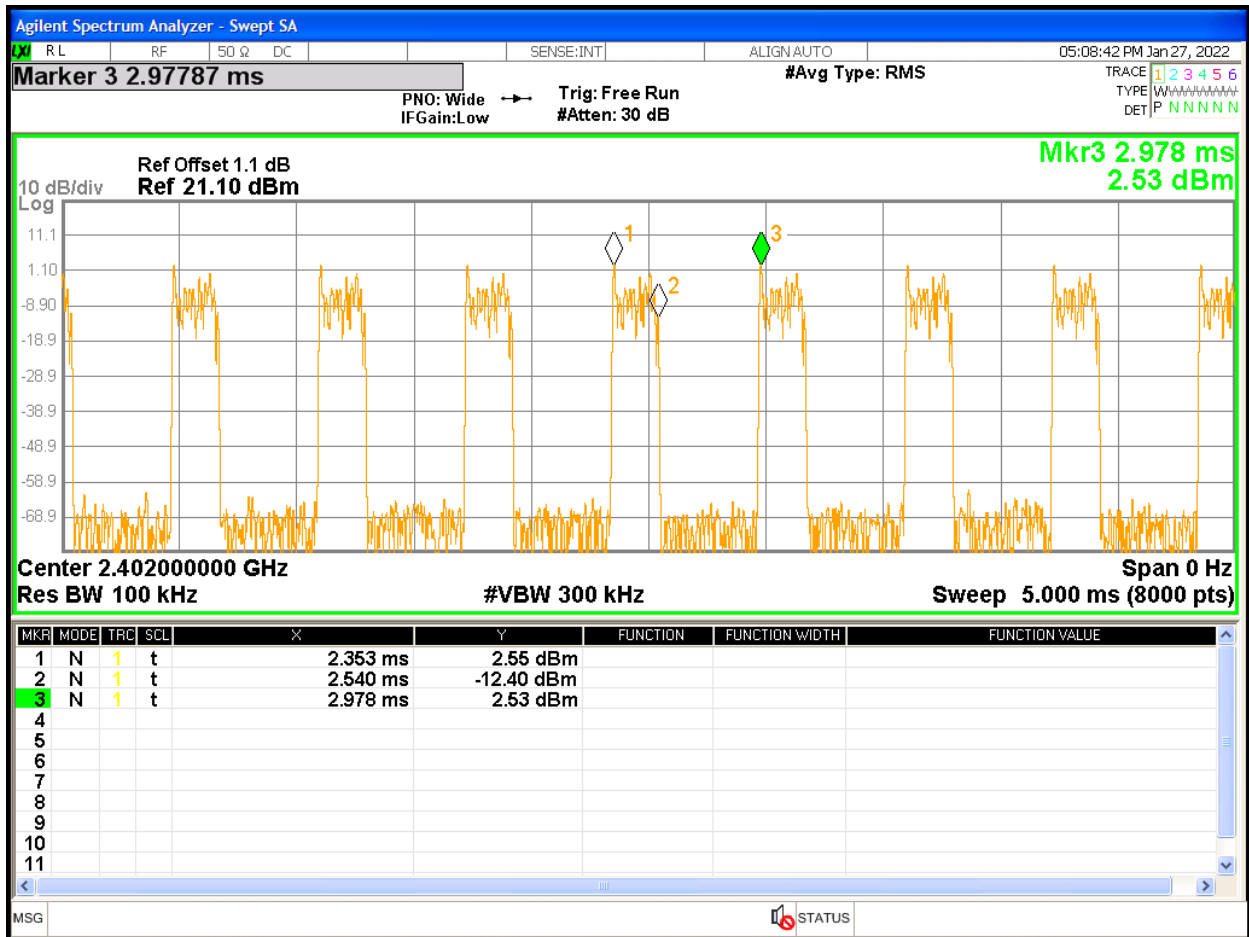 Agilent Spectrum Analyzer - Swept SA
LXI RL RF 50 Ω DC SENSE:INT ALIGN AUTO 05:08:42 PM Jan 27, 2022
Marker 3 2.97787 ms
PNO: Wide
IFGain:Low
Trig: Free Run
#Atten: 30 dB
#Avg Type: RMS
TRACE 1 2 3 4 5 6
TYPE W
DET P N N N N N
Mkr3 2.978 ms
2.53 dBm
Ref Offset 1.1 dB
10 dB/div Ref 21.10 dBm
Log
11.1
1.10
-8.90
-18.9
-28.9
-38.9
-48.9
-58.9
-68.9
1
2
3
Center 2.402000000 GHz Span 0 Hz
Res BW 100 kHz #VBW 300 kHz Sweep 5.000 ms (8000 pts)
MKR MODE TRC SCL X Y FUNCTION FUNCTION WIDTH FUNCTION VALUE
1 N 1 t 2.353 ms 2.55 dBm
2 N 1 t 2.540 ms -12.40 dBm
3 N 1 t 2.978 ms 2.53 dBm
4
5
6
7
8
9
10
11
MSG STATUS